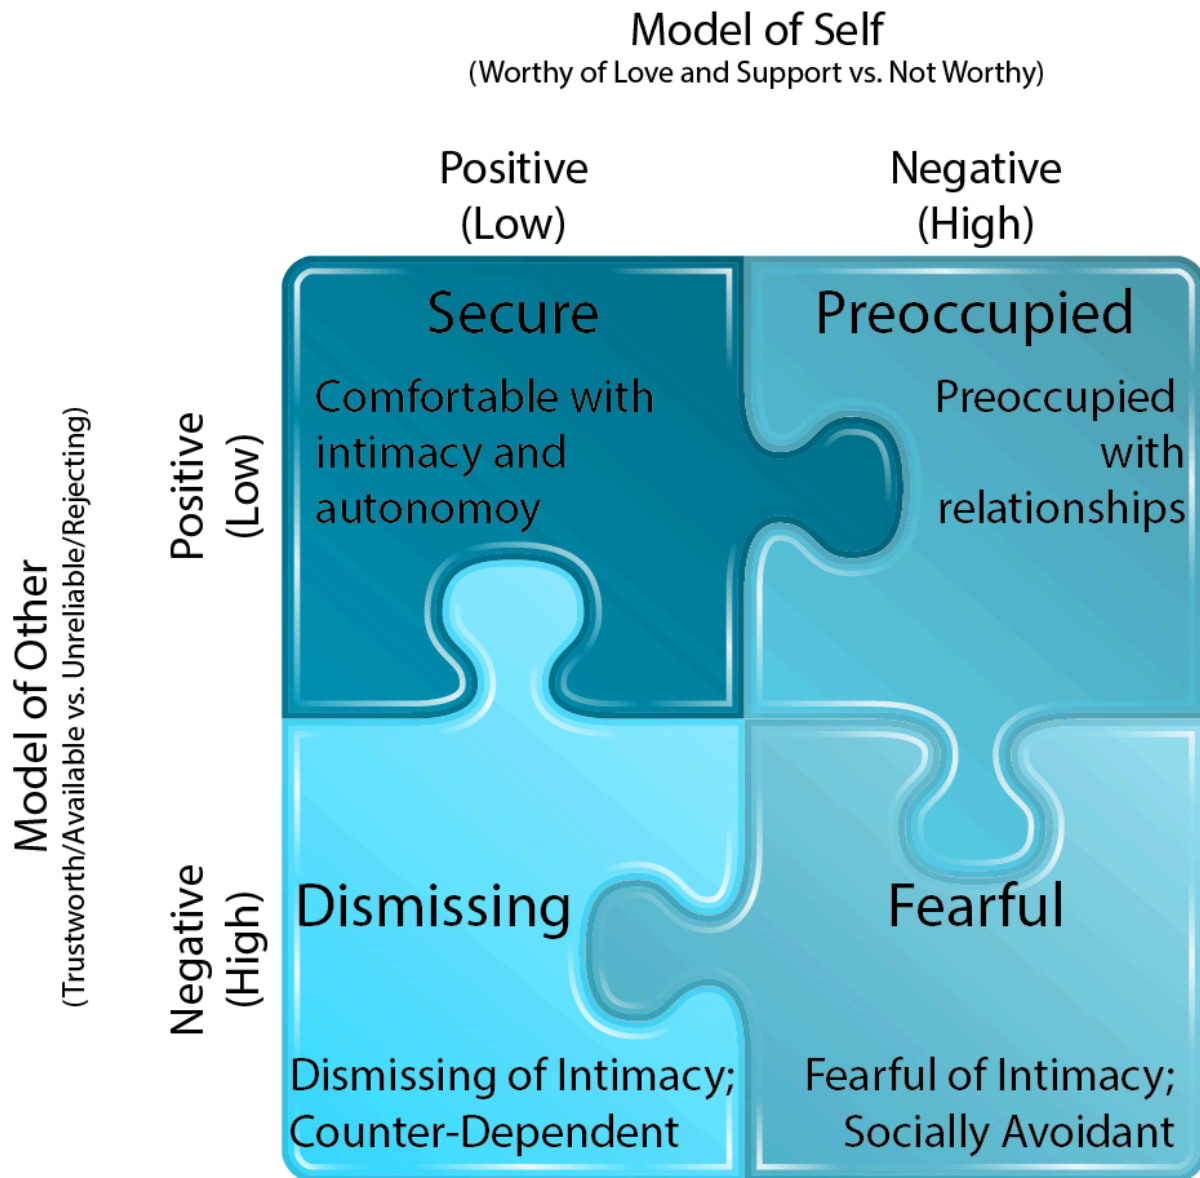 Model of Self
(Worthy of Love and Support vs. Not Worthy)
Positive
(Low)
Negative
(High)
Model of Other
(Trustworth/Available vs. Unreliable/Rejecting)
Positive
(Low)
Secure
Comfortable with
intimacy and
autonomoy
Preoccupied
Preoccupied
with
relationships
Negative
(High)
Dismissing
Dismissing of Intimacy;
Counter-Dependent
Fearful
Fearful of Intimacy;
Socially Avoidant